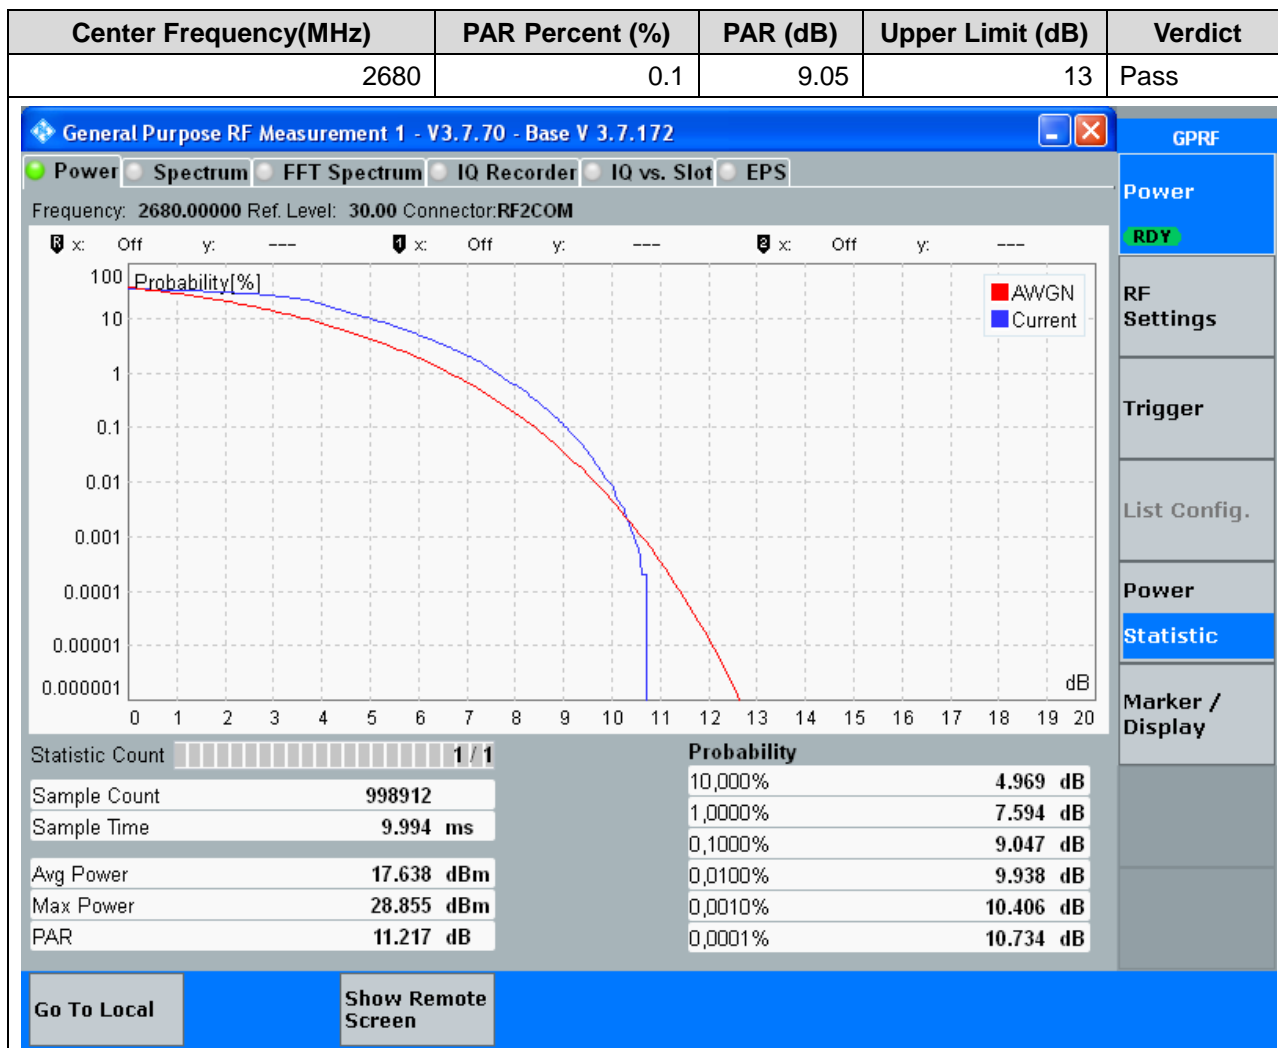 Center Frequency(MHz) PAR Percent (%) PAR (dB) Upper Limit (dB) Verdict
2680 0.1 9.05 13 Pass
General Purpose RF Measurement 1 - V3.7.70 - Base V 3.7.172
GPRF
Power Spectrum FFT Spectrum IQ Recorder IQ vs. Slot EPS
Power
RDY
Frequency: 2680.00000 Ref. Level: 30.00 Connector:RF2COM
R x: Off y: --- 1 x: Off y: --- 2 x: Off y: ---
Probability[%]
100
10
1
0.1
0.01
0.001
0.0001
0.00001
0.000001
AWGN
Current
dB
0 1 2 3 4 5 6 7 8 9 10 11 12 13 14 15 16 17 18 19 20
RF
Settings
Trigger
List Config.
Power
Statistic
Marker /
Display
Statistic Count 1 / 1
Sample Count 998912
Sample Time 9.994 ms
Avg Power 17.638 dBm
Max Power 28.855 dBm
PAR 11.217 dB
Probability
10,000% 4.969 dB
1,0000% 7.594 dB
0,1000% 9.047 dB
0,0100% 9.938 dB
0,0010% 10.406 dB
0,0001% 10.734 dB
Go To Local
Show Remote
Screen